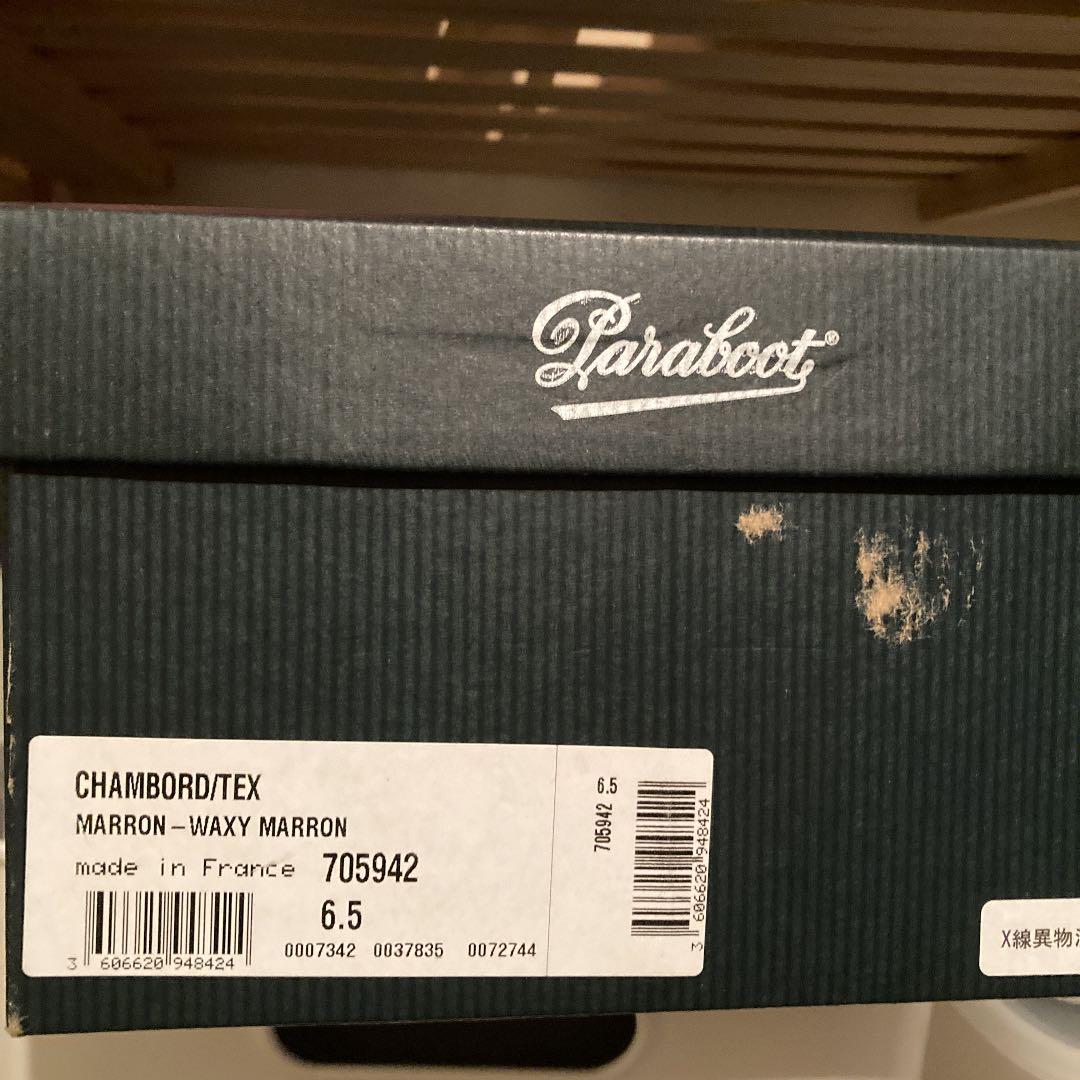 Paraboot®
CHAMBORD/TEX
MARRON-WAXY MARRON
made in France 705942
6.5
0007342 0037835 0072744
3 606620 948424
6.5
705942
3 606620 948424
X線異物